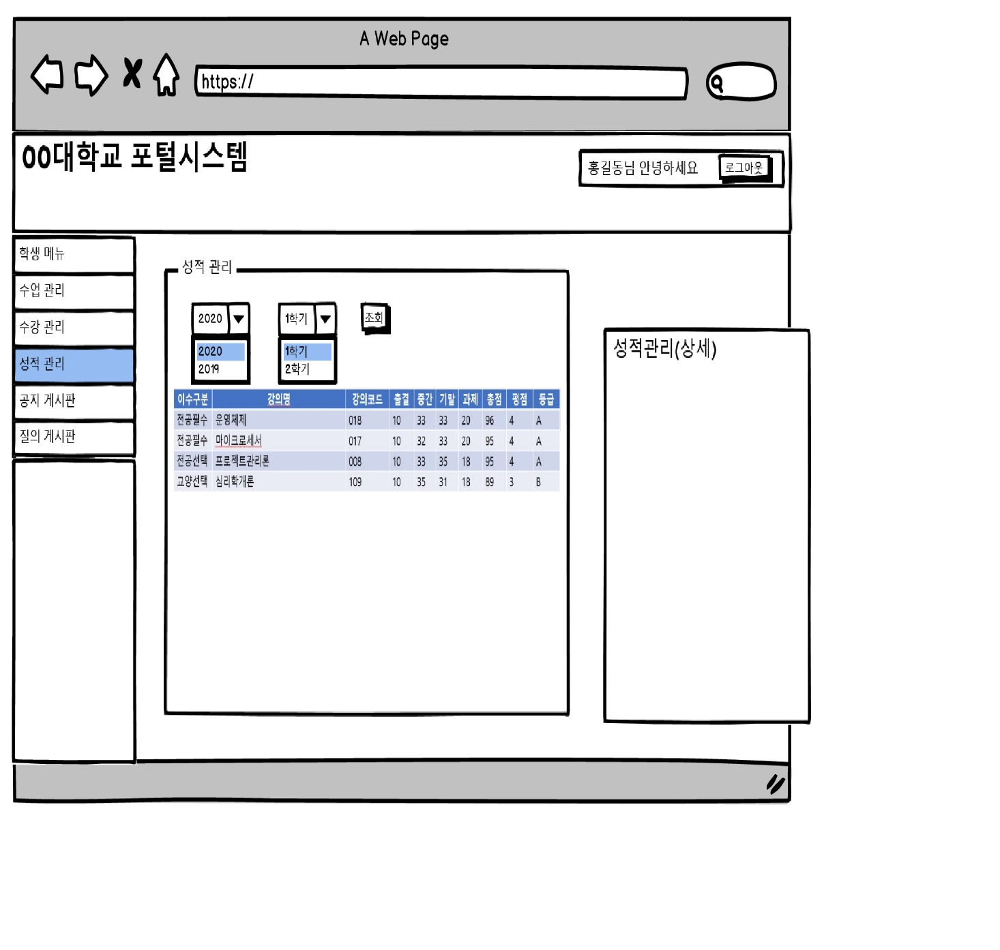 A Web Page
https://
00대학교 포털시스템
홍길동님 안녕하세요 로그아웃
학생 메뉴
수업 관리
수강 관리
성적 관리
공지 게시판
질의 게시판
성적 관리
2020 1학기 조회
2020 1학기
2019 2학기
이수구분 강의명 강의코드 출결 중간 기말 과제 총점 평점 등급
전공필수 운영체제 018 10 33 33 20 96 4 A
전공필수 마이크로세서 017 10 32 33 20 95 4 A
전공선택 프로젝트관리론 008 10 33 35 18 95 4 A
교양선택 심리학개론 109 10 35 31 18 89 3 B
성적관리(상세)